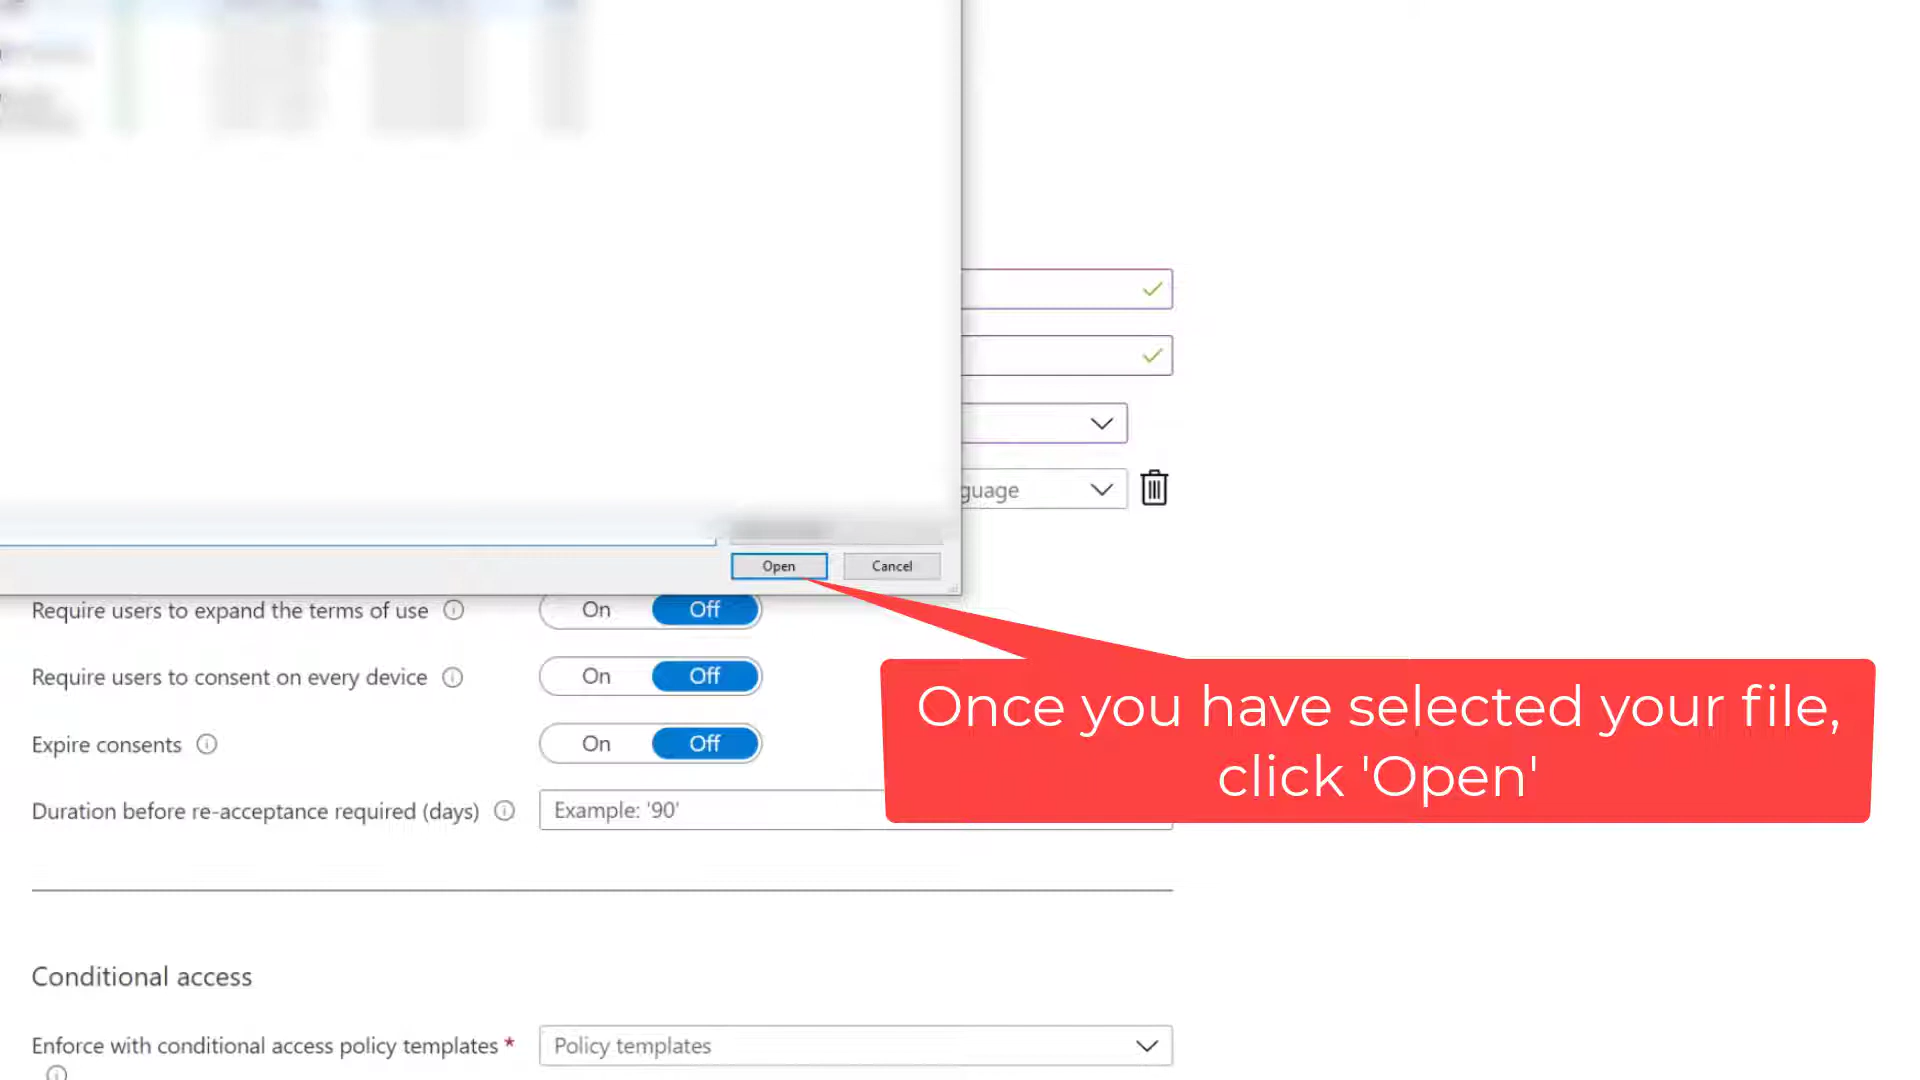 guage
Open
Cancel
Require users to expand the terms of use
On
Off
Require users to consent on every device
On
Off
Expire consents
On
Off
Duration before re-acceptance required (days)
Example: '90'
Once you have selected your file,
click 'Open'
Conditional access
Enforce with conditional access policy templates *
Policy templates